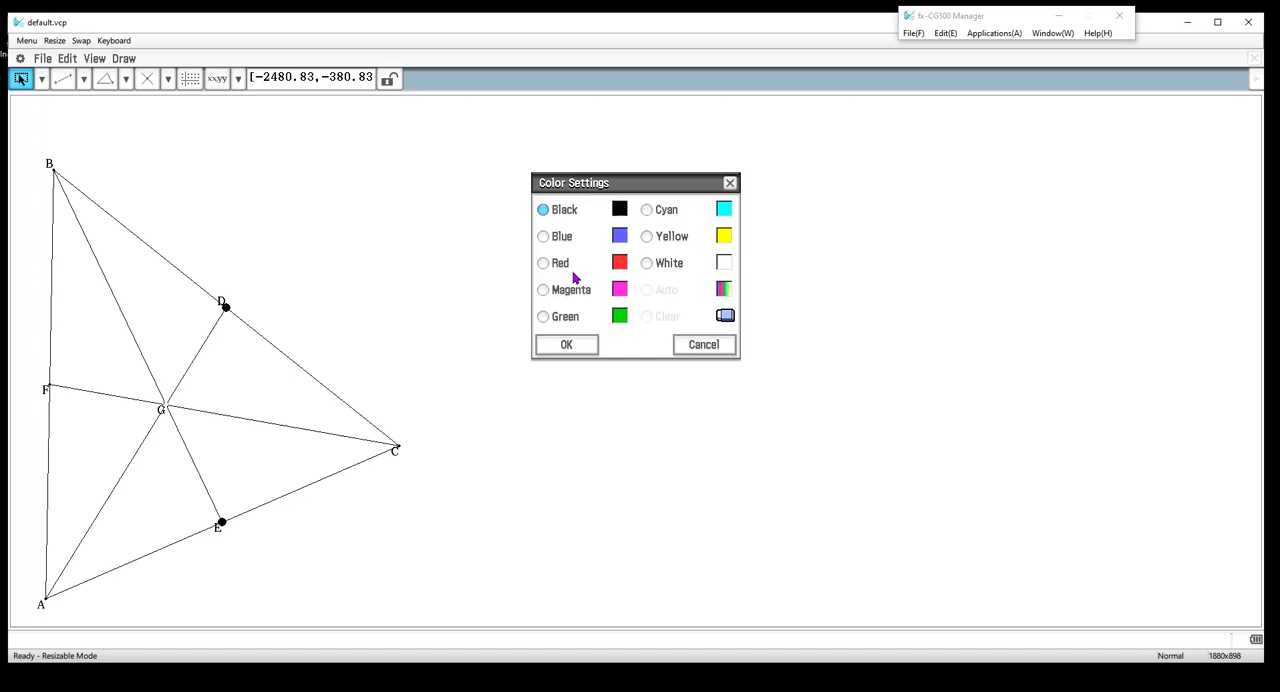 default.vcp
fx-CG500 Manager
Menu Resize Swap Keyboard
File(F) Edit(E) Applications(A) Window(W) Help(H)
File Edit View Draw
xx,yy [-2480.83,-380.83
B
Color Settings
Black Cyan
Blue Yellow
Red White
Magenta Auto
Green Clear
OK Cancel
D
F
G
C
E
A
Ready - Resizable Mode
Normal 1880x898